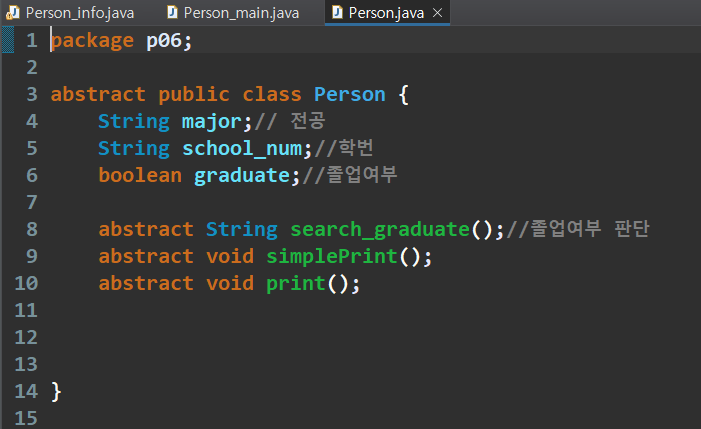 Person_info.java Person_main.java Person.java
1 package p06;
2
3 abstract public class Person {
4 String major;// 전공
5 String school_num;//학번
6 boolean graduate;//졸업여부
7
8 abstract String search_graduate();//졸업여부 판단
9 abstract void simplePrint();
10 abstract void print();
11
12
13
14 }
15